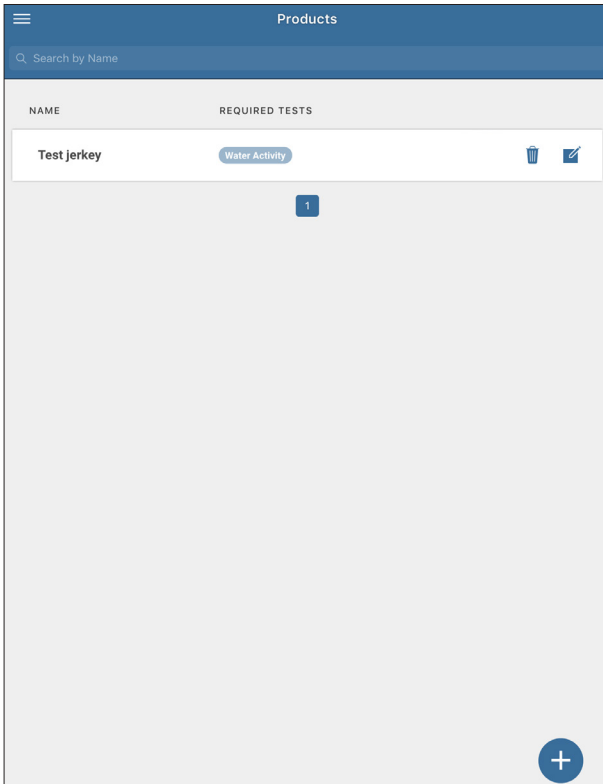 Products
Search by Name
NAME REQUIRED TESTS
Test jerkey Water Activity
1